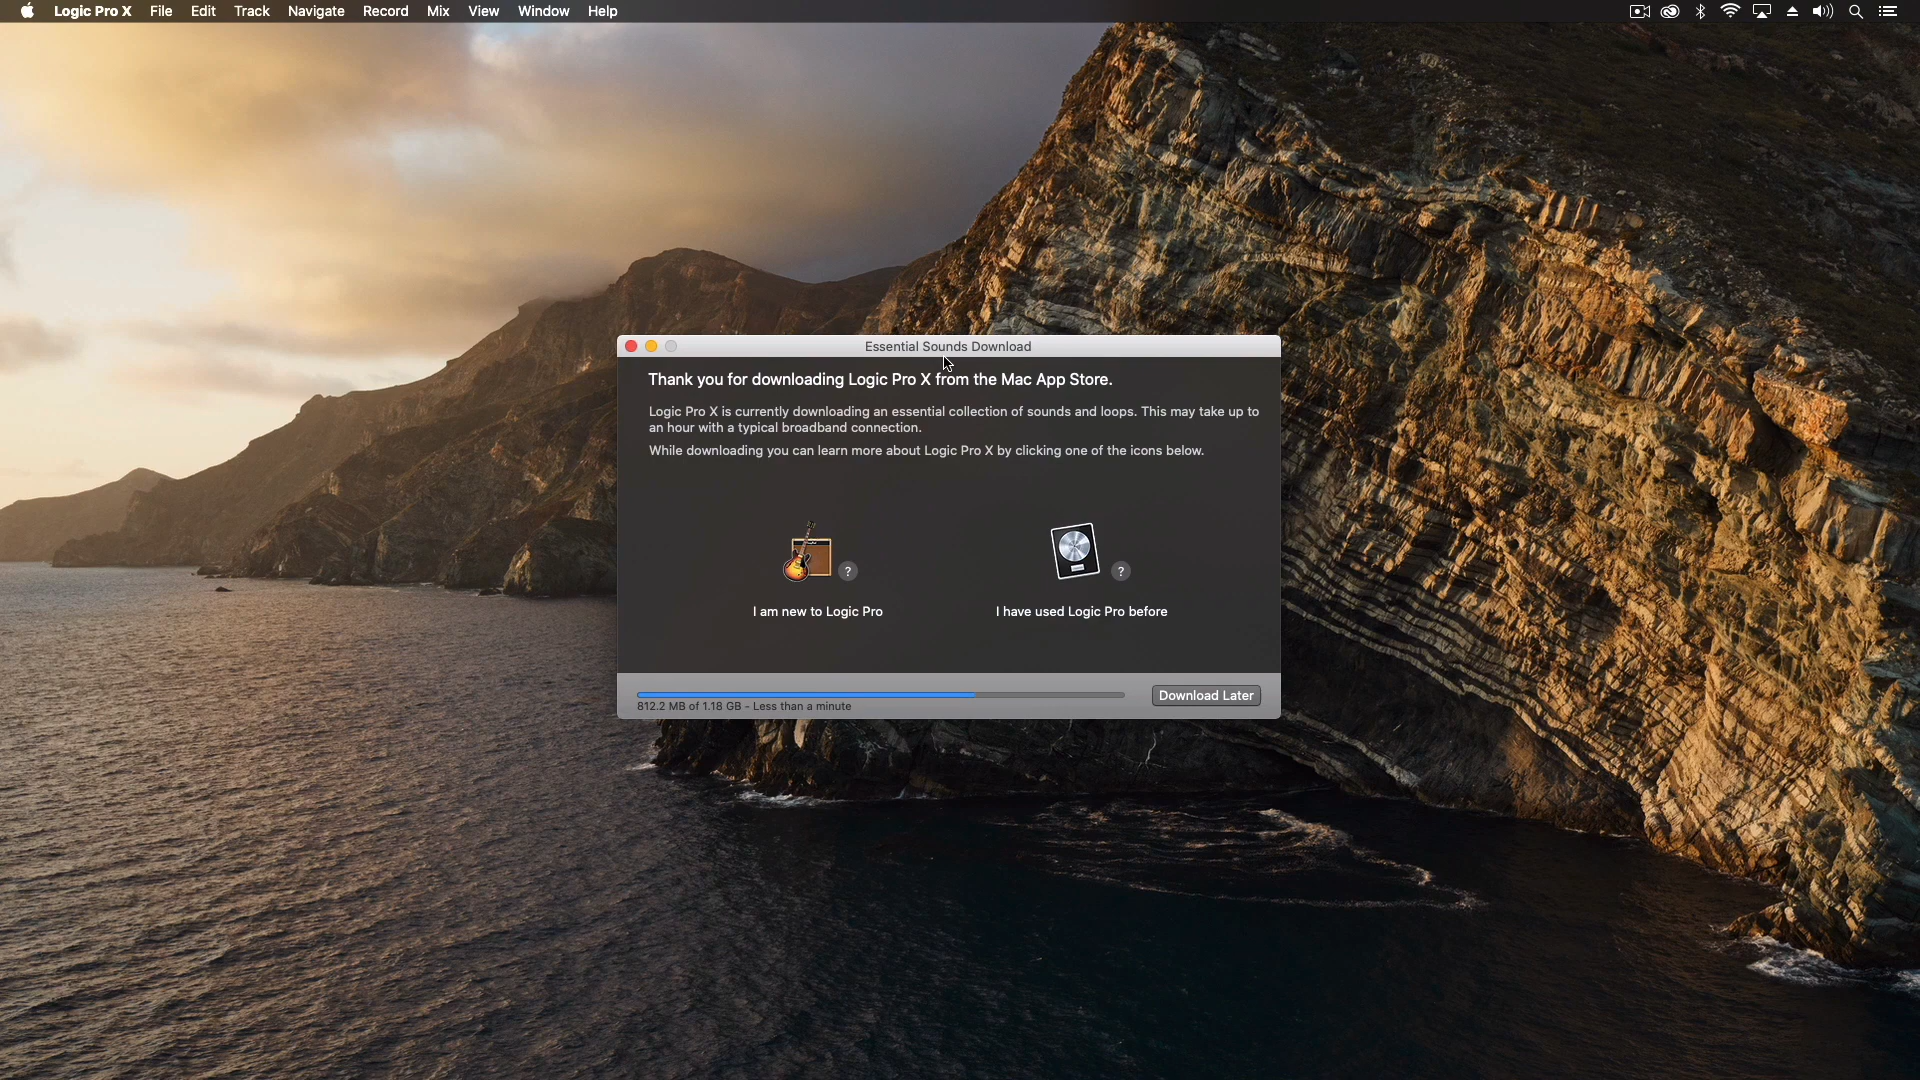 Logic Pro X File Edit Track Navigate Record Mix View Window Help
Essential Sounds Download
Thank you for downloading Logic Pro X from the Mac App Store.
Logic Pro X is currently downloading an essential collection of sounds and loops. This may take up to
an hour with a typical broadband connection.
While downloading you can learn more about Logic Pro X by clicking one of the icons below.
? ?
I am new to Logic Pro I have used Logic Pro before
Download Later
812.2 MB of 1.18 GB - Less than a minute